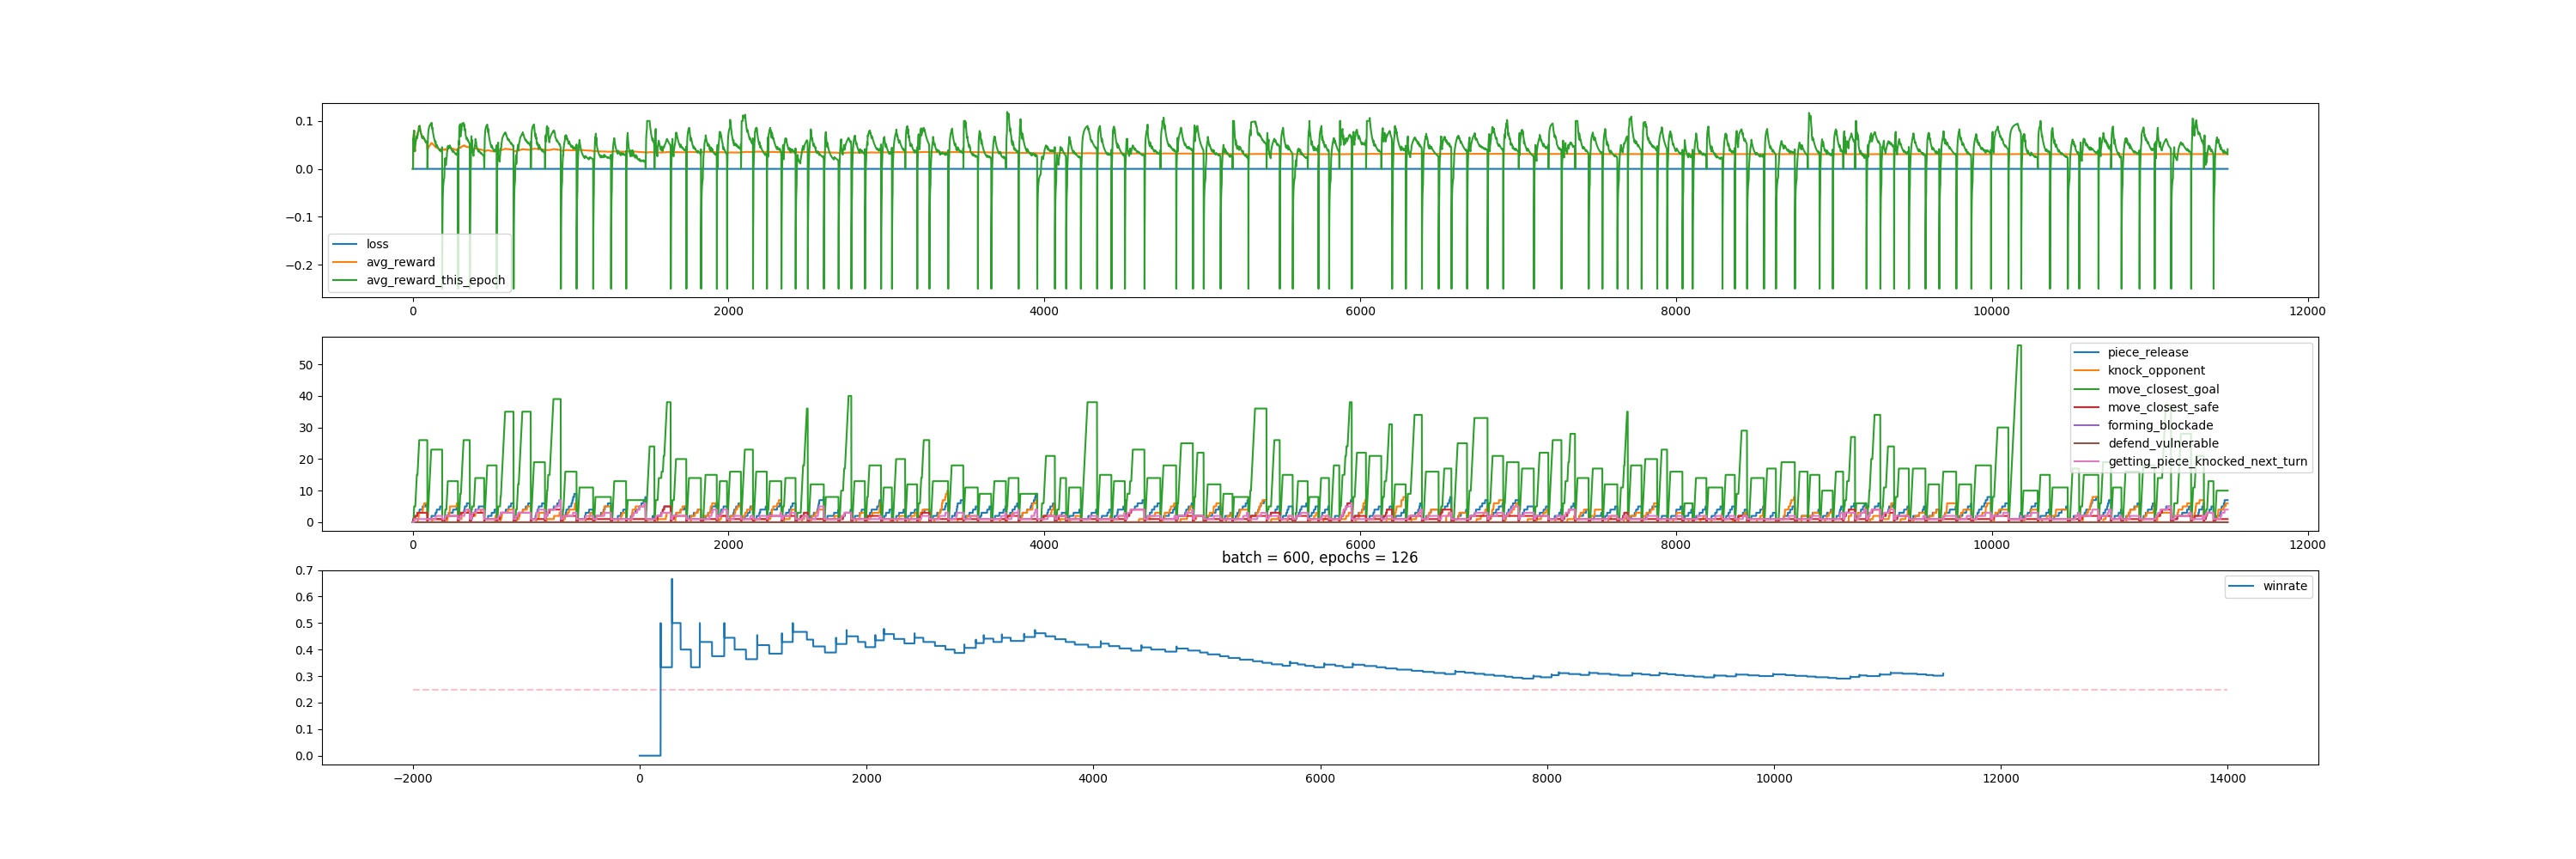 0.1
0.0
−0.1
−0.2
loss
avg_reward
avg_reward_this_epoch
0 2000 4000 6000 8000 10000 12000
50
40
30
20
10
0
piece_release
knock_opponent
move_closest_goal
move_closest_safe
forming_blockade
defend_vulnerable
getting_piece_knocked_next_turn
0 2000 4000 6000 8000 10000 12000
batch = 600, epochs = 126
0.7
0.6
0.5
0.4
0.3
0.2
0.1
0.0
winrate
−2000 0 2000 4000 6000 8000 10000 12000 14000